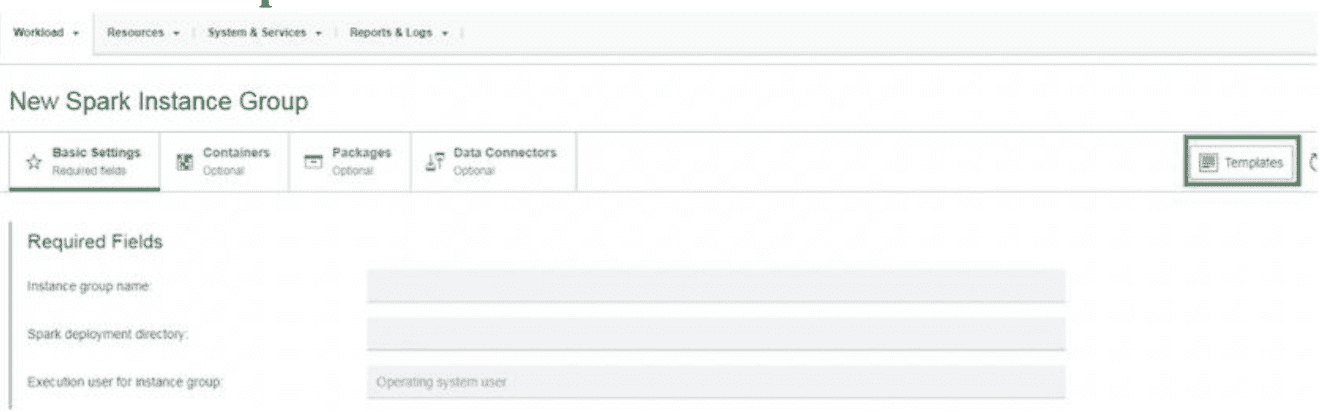 Workload Resources System & Services Reports & Logs
New Spark Instance Group
Basic Settings Containers Packages Data Connectors
Required fields Optional Optional Optional
Templates
Required Fields
Instance group name:
Spark deployment directory:
Execution user for instance group: Operating system user